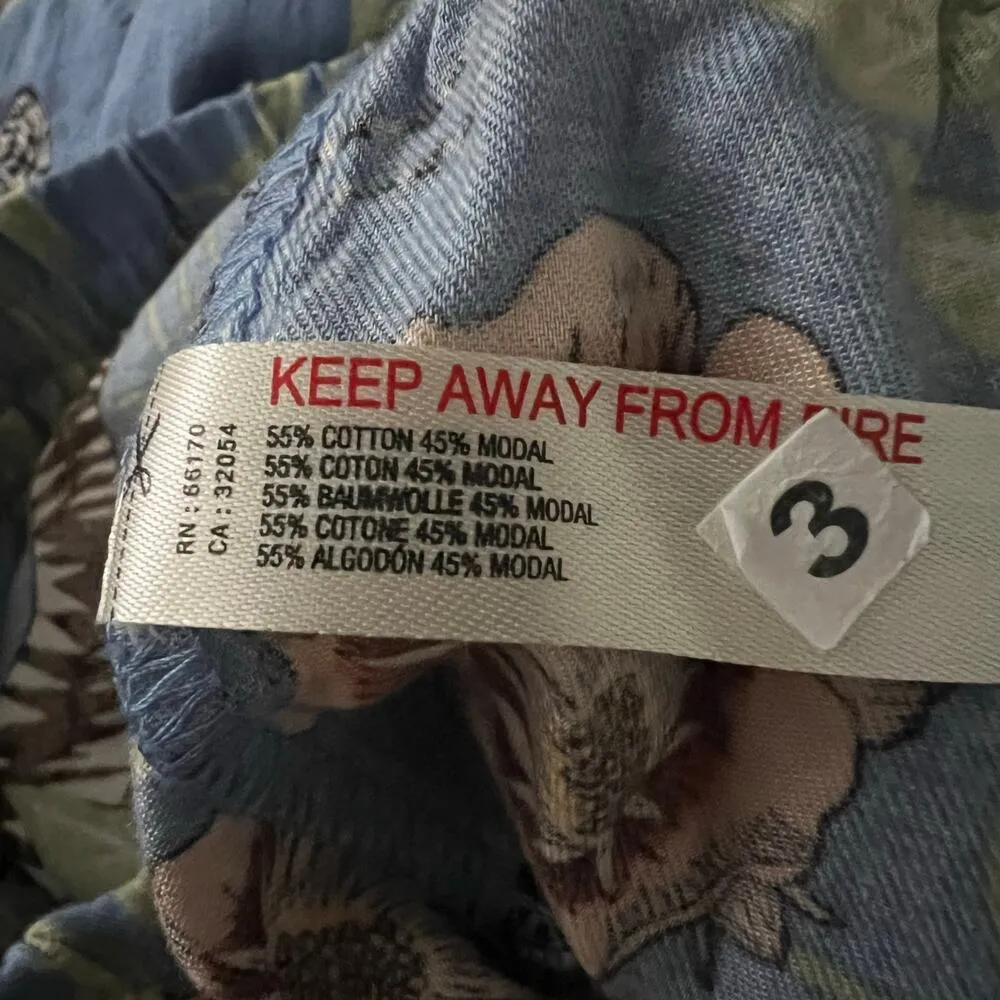 KEEP AWAY FROM FIRE
RN: 66170
CA: 32054
55% COTTON 45% MODAL
55% COTON 45% MODAL
55% BAUMWOLLE 45% MODAL
55% COTONE 45% MODAL
55% ALGODÓN 45% MODAL
3